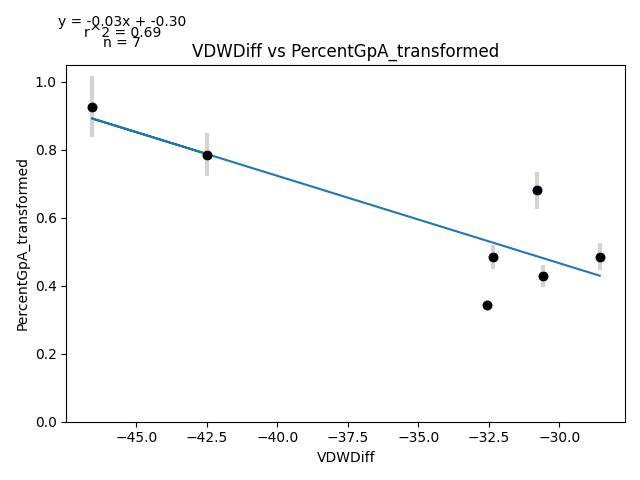 y = -0.03x + -0.30
r^2 = 0.69
n = 7
VDWDiff vs PercentGpA_transformed
PercentGpA_transformed
1.0
0.8
0.6
0.4
0.2
0.0
−45.0 −42.5 −40.0 −37.5 −35.0 −32.5 −30.0
VDWDiff